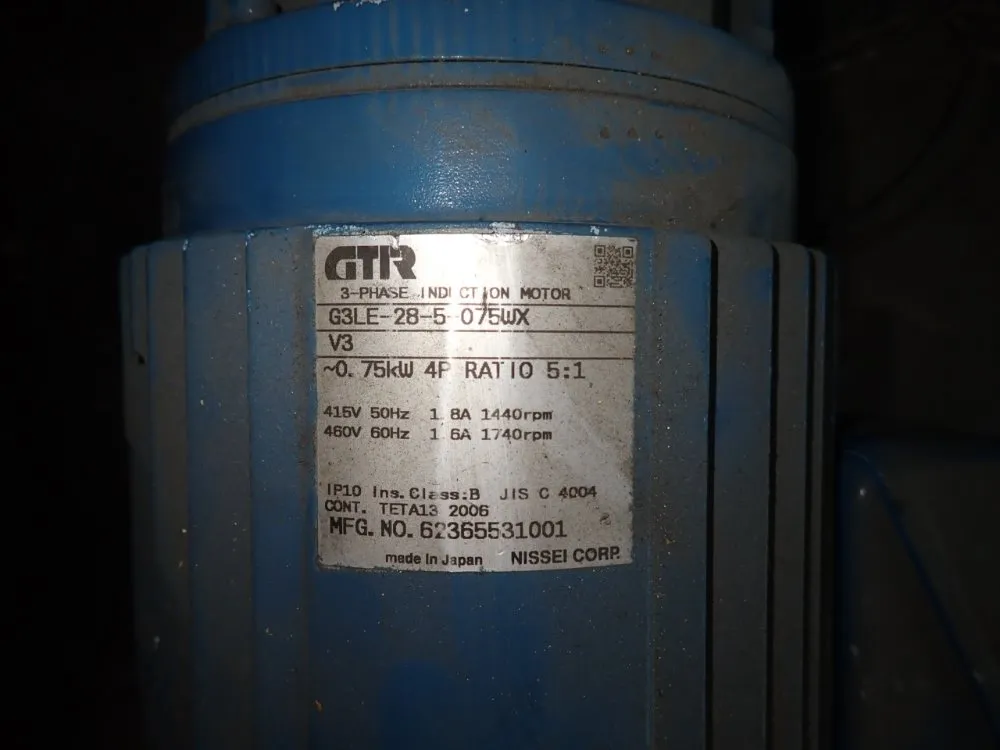 GTR
3-PHASE INDUCTION MOTOR
G3LE-28-5-075WX
V3
~0.75kW 4P RATIO 5:1
415V 50Hz 1.8A 1440rpm
460V 60Hz 1.6A 1740rpm
IP10 Ins.Class:B JIS C 4004
CONT. TETA13 2006
MFG.NO.62365531001
made in Japan NISSEI CORP.